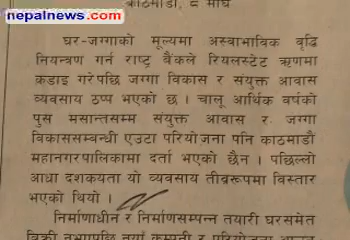 nepalnews.com
काठमाडौं, ८ माघ
घर-जग्गाको मूल्यमा अस्वाभाविक वृद्धि
नियन्त्रण गर्न राष्ट्र बैंकले रियलस्टेट ऋणमा
कडाइ गरेपछि जग्गा विकास र संयुक्त आवास
व्यवसाय ठप्प भएको छ । चालू आर्थिक वर्षको
पुस मसान्तसम्म संयुक्त आवास र जग्गा
विकाससम्बन्धी एउटा परियोजना पनि काठमाडौं
महानगरपालिकामा दर्ता भएको छैन । पछिल्लो
आधा दशकयता यो व्यवसाय तीव्ररूपमा विस्तार
भएको थियो ।
निर्माणाधीन र निर्माणसम्पन्न तयारी घरसमेत